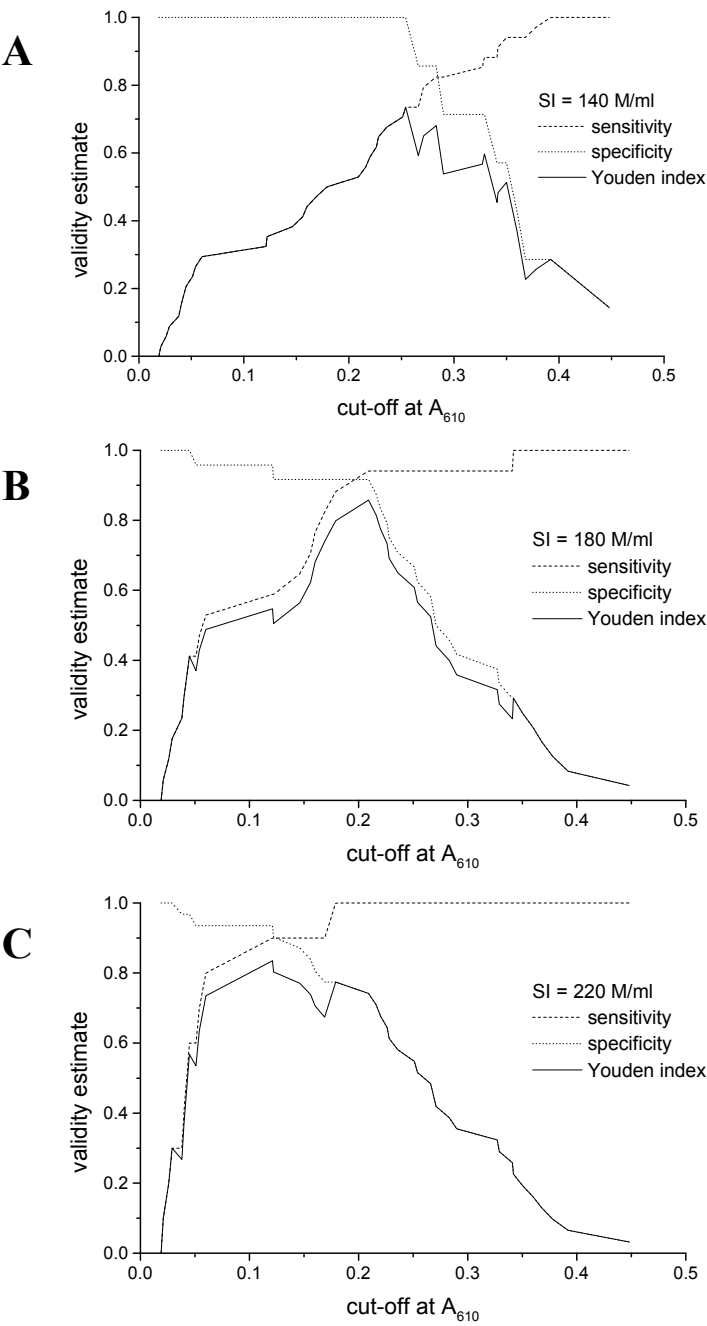 A
1.0
0.8
0.6
0.4
0.2
0.0
validity estimate
SI = 140 M/ml
sensitivity
specificity
Youden index
0.0 0.1 0.2 0.3 0.4 0.5
cut-off at A610
B
1.0
0.8
0.6
0.4
0.2
0.0
validity estimate
SI = 180 M/ml
sensitivity
specificity
Youden index
0.0 0.1 0.2 0.3 0.4 0.5
cut-off at A610
C
1.0
0.8
0.6
0.4
0.2
0.0
validity estimate
SI = 220 M/ml
sensitivity
specificity
Youden index
0.0 0.1 0.2 0.3 0.4 0.5
cut-off at A610